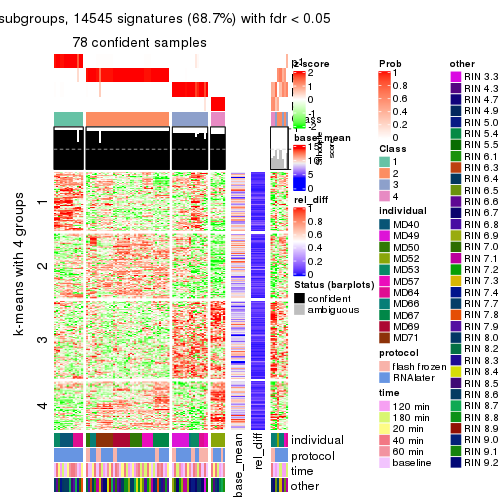 subgroups, 14545 signatures (68.7%) with fdr < 0.05
78 confident samples
k-means with 4 groups
1
2
3
4
base_mean
rel_diff
individual
protocol
time
other
z-score
2
1
0
-1
-2
base_mean
15
10
5
0
rel_diff
1
0.8
0.6
0.4
0.2
0
Status (barplots)
confident
ambiguous
Prob
1
0.8
0.6
0.4
0.2
0
Class
1
2
3
4
individual
MD40
MD49
MD50
MD52
MD53
MD57
MD64
MD66
MD67
MD69
MD71
protocol
flash frozen
RNAlater
time
120 min
180 min
20 min
40 min
60 min
baseline
other
RIN 3.3
RIN 4.3
RIN 4.7
RIN 4.9
RIN 5.0
RIN 5.4
RIN 5.5
RIN 6.1
RIN 6.3
RIN 6.4
RIN 6.5
RIN 6.6
RIN 6.7
RIN 6.8
RIN 6.9
RIN 7.0
RIN 7.1
RIN 7.2
RIN 7.3
RIN 7.4
RIN 7.7
RIN 7.8
RIN 7.9
RIN 8.0
RIN 8.2
RIN 8.3
RIN 8.4
RIN 8.5
RIN 8.6
RIN 8.7
RIN 8.8
RIN 8.9
RIN 9.0
RIN 9.1
RIN 9.2